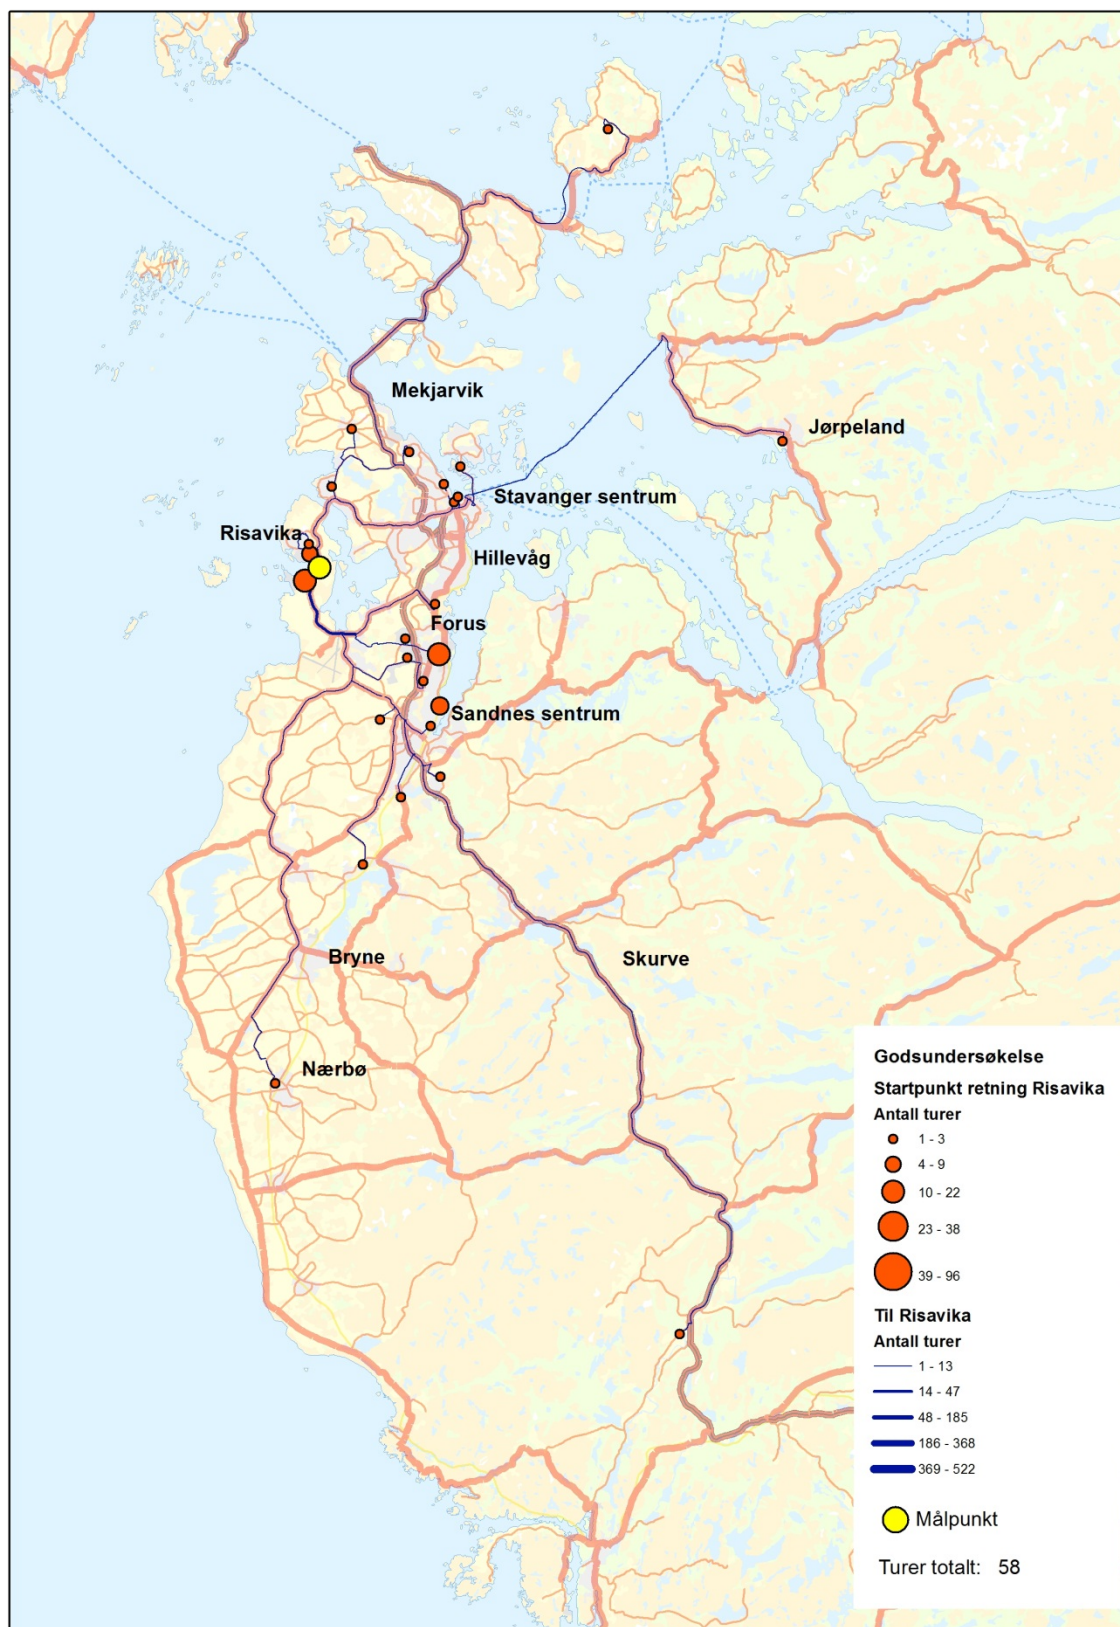 Mekjarvik
Jørpeland
Stavanger sentrum
Risavika
Hillevåg
Forus
Sandnes sentrum
Bryne
Skurve
Nærbø
Godsundersøkelse
Startpunkt retning Risavika
Antall turer
1 - 3
4 - 9
10 - 22
23 - 38
39 - 96
Til Risavika
Antall turer
1 - 13
14 - 47
48 - 185
186 - 368
369 - 522
Målpunkt
Turer totalt: 58